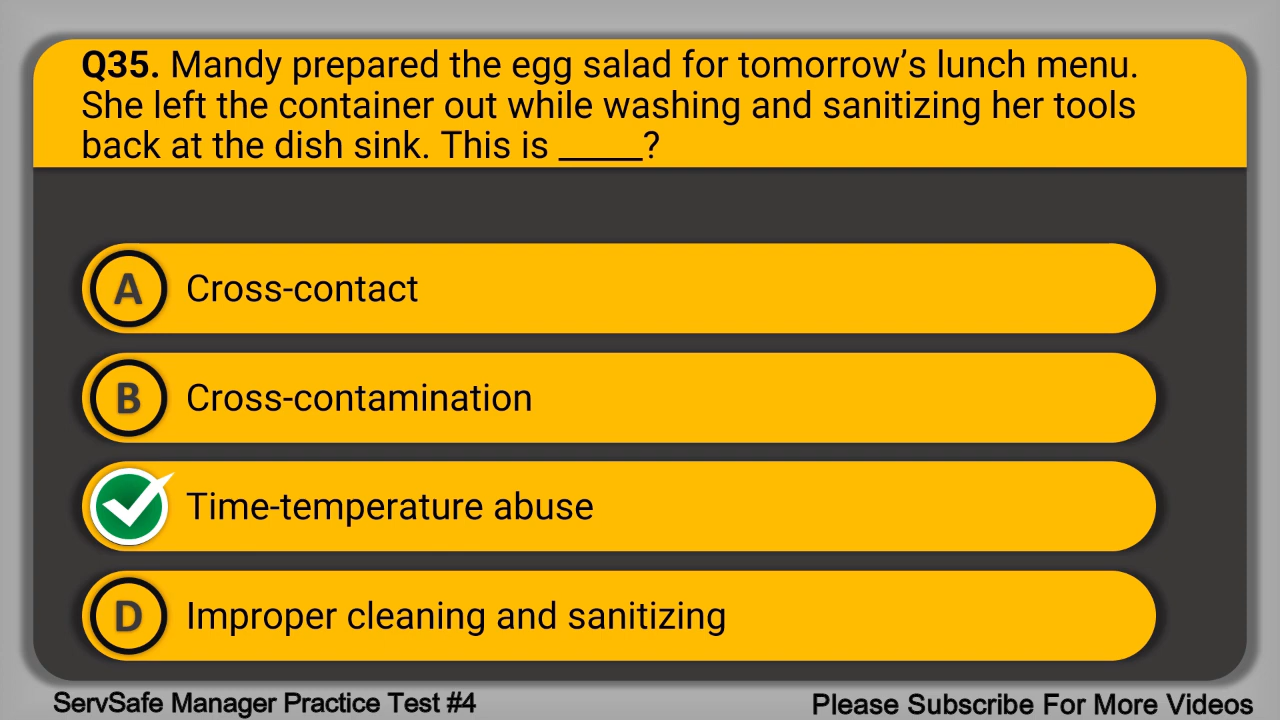 Q35. Mandy prepared the egg salad for tomorrow’s lunch menu.
She left the container out while washing and sanitizing her tools
back at the dish sink. This is _____?
A Cross-contact
B Cross-contamination
Time-temperature abuse
D Improper cleaning and sanitizing
ServSafe Manager Practice Test #4
Please Subscribe For More Videos